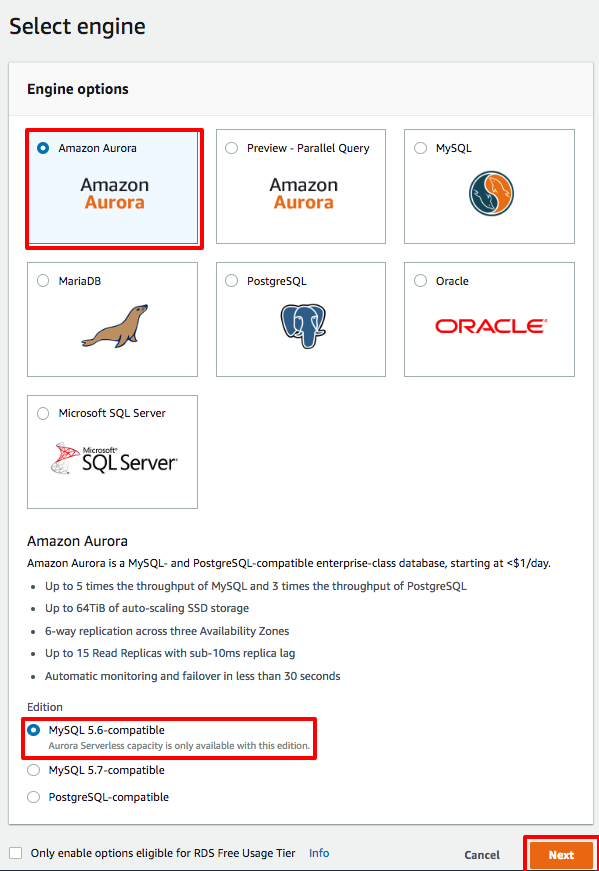 Select engine
Engine options
Amazon Aurora
Preview - Parallel Query
MySQL
Amazon
Aurora
Amazon
Aurora
MariaDB
PostgreSQL
Oracle
ORACLE
Microsoft SQL Server
Microsoft
SQL Server
Amazon Aurora
Amazon Aurora is a MySQL- and PostgreSQL-compatible enterprise-class database, starting at <$1/day.
Up to 5 times the throughput of MySQL and 3 times the throughput of PostgreSQL
Up to 64TiB of auto-scaling SSD storage
6-way replication across three Availability Zones
Up to 15 Read Replicas with sub-10ms replica lag
Automatic monitoring and failover in less than 30 seconds
Edition
MySQL 5.6-compatible
Aurora Serverless capacity is only available with this edition.
MySQL 5.7-compatible
PostgreSQL-compatible
Only enable options eligible for RDS Free Usage Tier Info
Cancel
Next